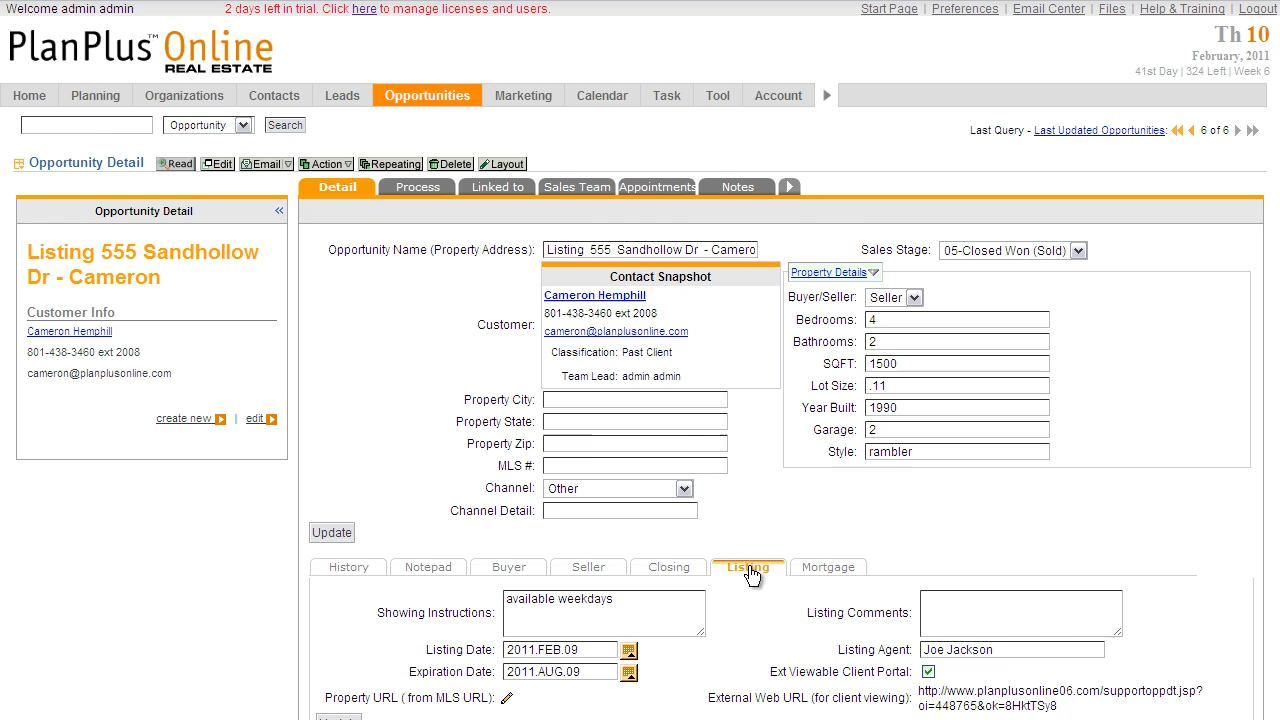 Welcome admin admin
2 days left in trial. Click here to manage licenses and users.
Start Page | Preferences | Email Center | Files | Help & Training | Logout
PlanPlus™ Online
REAL ESTATE
Th 10
February, 2011
41st Day | 324 Left | Week 6
Home Planning Organizations Contacts Leads Opportunities Marketing Calendar Task Tool Account
Opportunity Search
Last Query - Last Updated Opportunities: 6 of 6
Opportunity Detail Read Edit Email Action Repeating Delete Layout
Detail Process Linked to Sales Team Appointments Notes
Opportunity Detail «
Listing 555 Sandhollow
Dr - Cameron
Customer Info
Cameron Hemphill
801-438-3460 ext 2008
cameron@planplusonline.com
create new | edit
Opportunity Name (Property Address): Listing 555 Sandhollow Dr - Camero
Sales Stage: 05-Closed Won (Sold)
Customer:
Contact Snapshot
Cameron Hemphill
801-438-3460 ext 2008
cameron@planplusonline.com
Classification: Past Client
Team Lead: admin admin
Property Details
Buyer/Seller: Seller
Bedrooms: 4
Bathrooms: 2
SQFT: 1500
Lot Size: .11
Year Built: 1990
Garage: 2
Style: rambler
Property City:
Property State:
Property Zip:
MLS #:
Channel: Other
Channel Detail:
Update
History Notepad Buyer Seller Closing Listing Mortgage
Showing Instructions: available weekdays
Listing Comments:
Listing Date: 2011.FEB.09
Listing Agent: Joe Jackson
Expiration Date: 2011.AUG.09
Ext Viewable Client Portal:
Property URL ( from MLS URL):
External Web URL (for client viewing): http://www.planplusonline06.com/supportoppdt.jsp?
oi=448765&ok=8HktTSy8